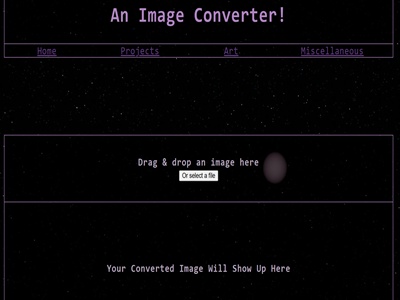 An Image Converter!
Home Projects Art Miscellaneous
Drag & drop an image here
Or select a file
Your Converted Image Will Show Up Here